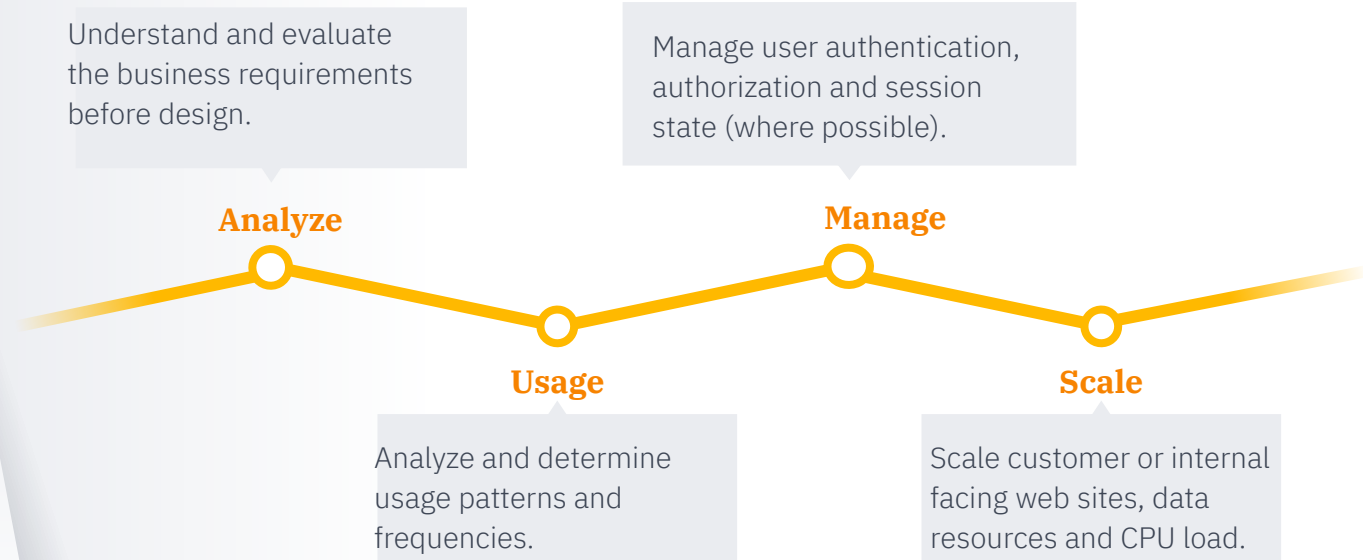 Understand and evaluate
the business requirements
before design.
Analyze
Analyze and determine
usage patterns and
frequencies.
Usage
Manage user authentication,
authorization and session
state (where possible).
Manage
Scale
Scale customer or internal
facing web sites, data
resources and CPU load.